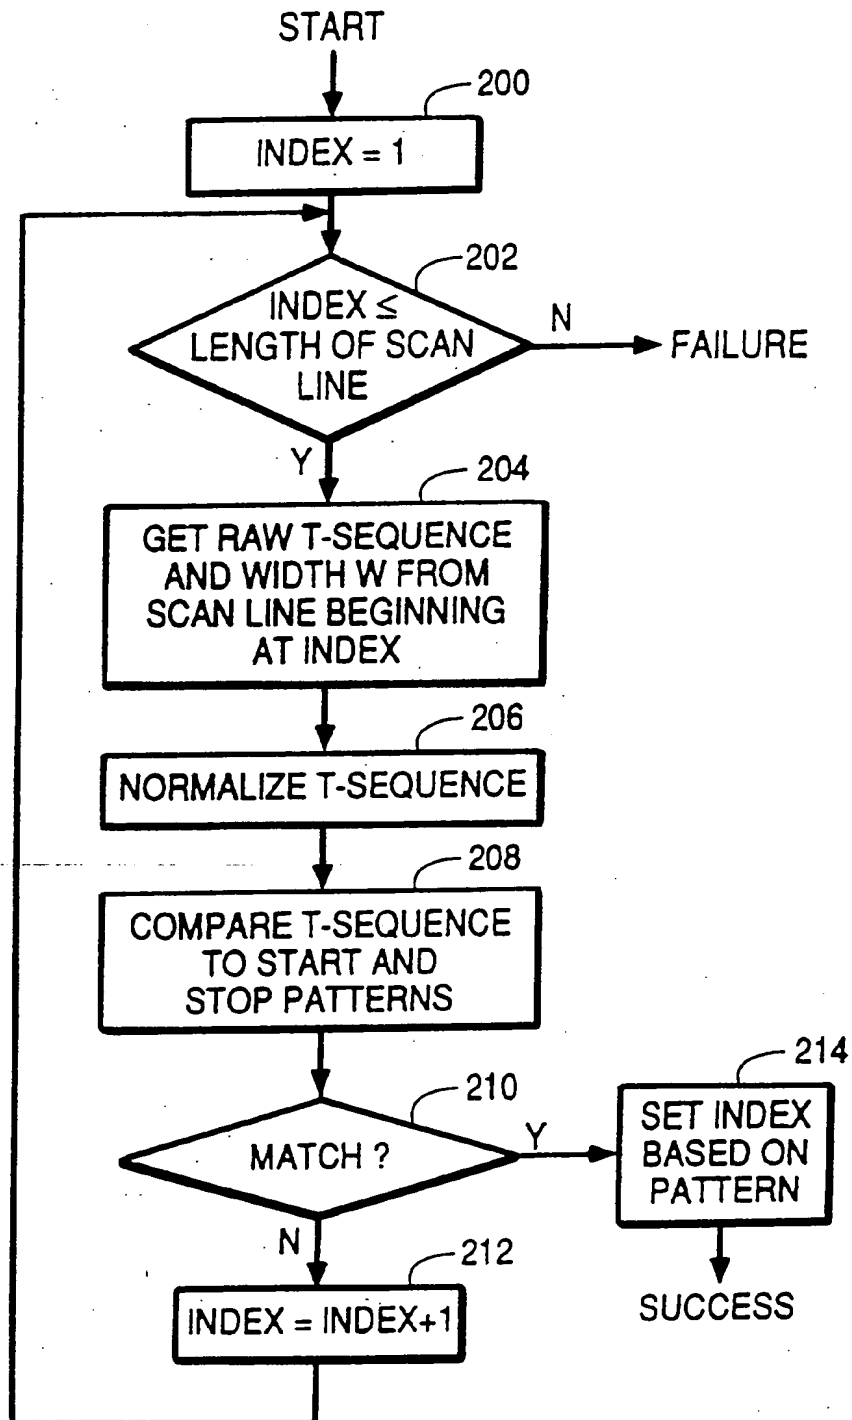 START
200
INDEX = 1
202
INDEX ≤
LENGTH OF SCAN
LINE
N
FAILURE
Y
204
GET RAW T-SEQUENCE
AND WIDTH W FROM
SCAN LINE BEGINNING
AT INDEX
206
NORMALIZE T-SEQUENCE
208
COMPARE T-SEQUENCE
TO START AND
STOP PATTERNS
210
MATCH ?
Y
214
SET INDEX
BASED ON
PATTERN
SUCCESS
N
212
INDEX = INDEX+1